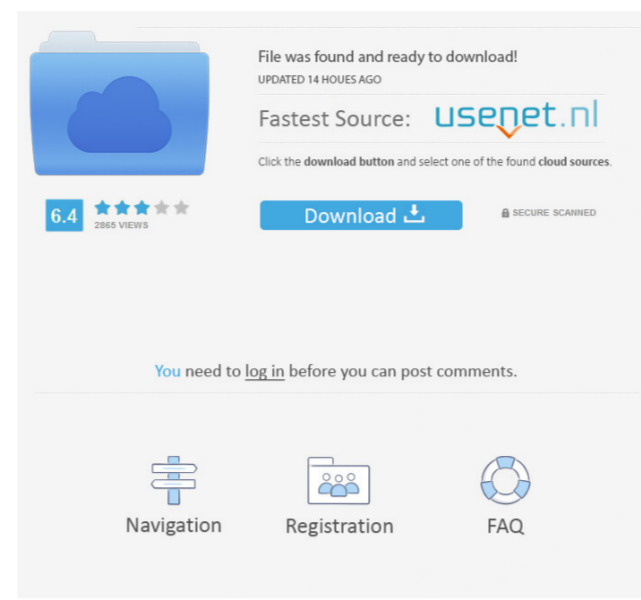 File was found and ready to download!
UPDATED 14 HOUES AGO
Fastest Source: usenet.nl
Click the download button and select one of the found cloud sources.
6.4
2865 VIEWS
Download
SECURE SCANNED
You need to log in before you can post comments.
Navigation
Registration
FAQ